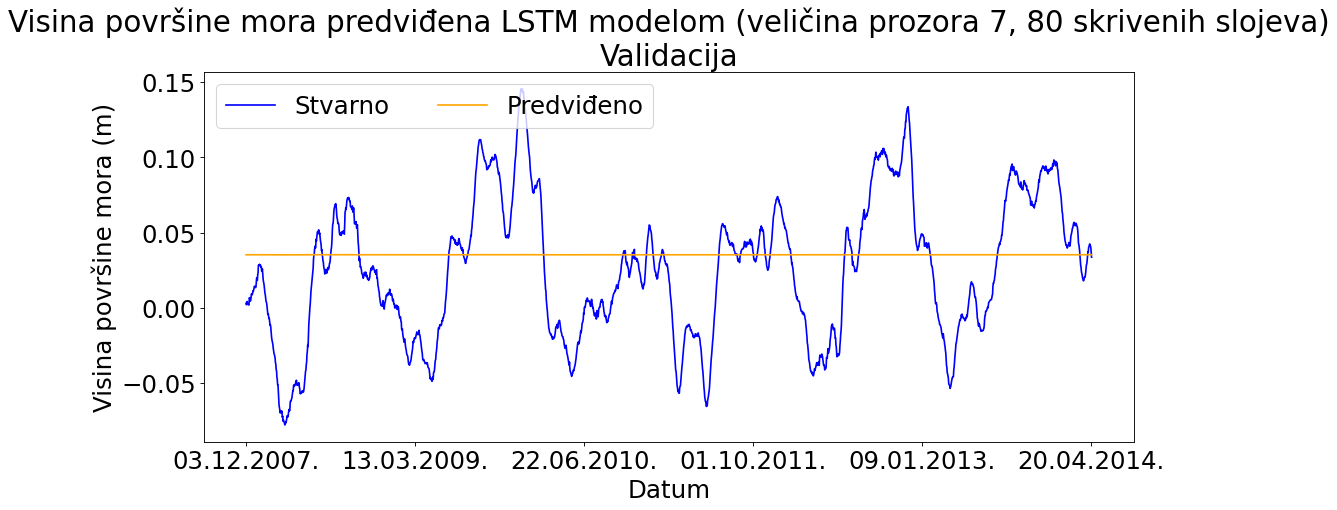 Visina površine mora predviđena LSTM modelom (veličina prozora 7, 80 skrivenih slojeva)
Validacija
Stvarno Predviđeno
Visina površine mora (m)
0.15
0.10
0.05
0.00
−0.05
03.12.2007. 13.03.2009. 22.06.2010. 01.10.2011. 09.01.2013. 20.04.2014.
Datum